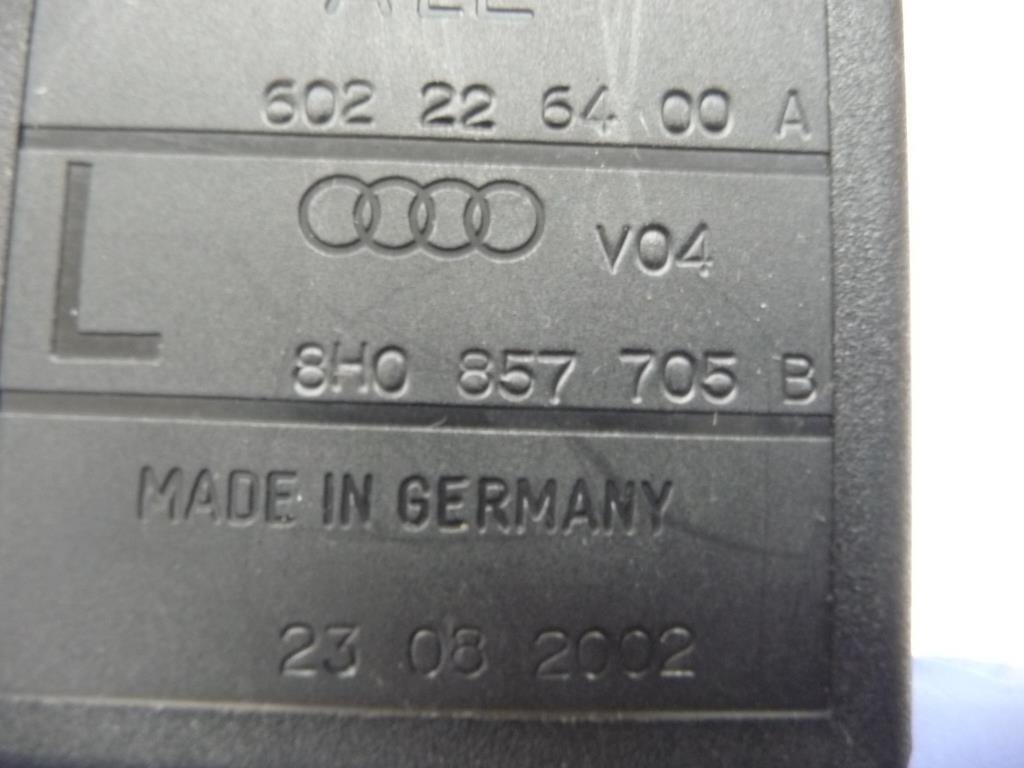 602 22 64 00 A
L
V04
8H0 857 705 B
MADE IN GERMANY
23 08 2002